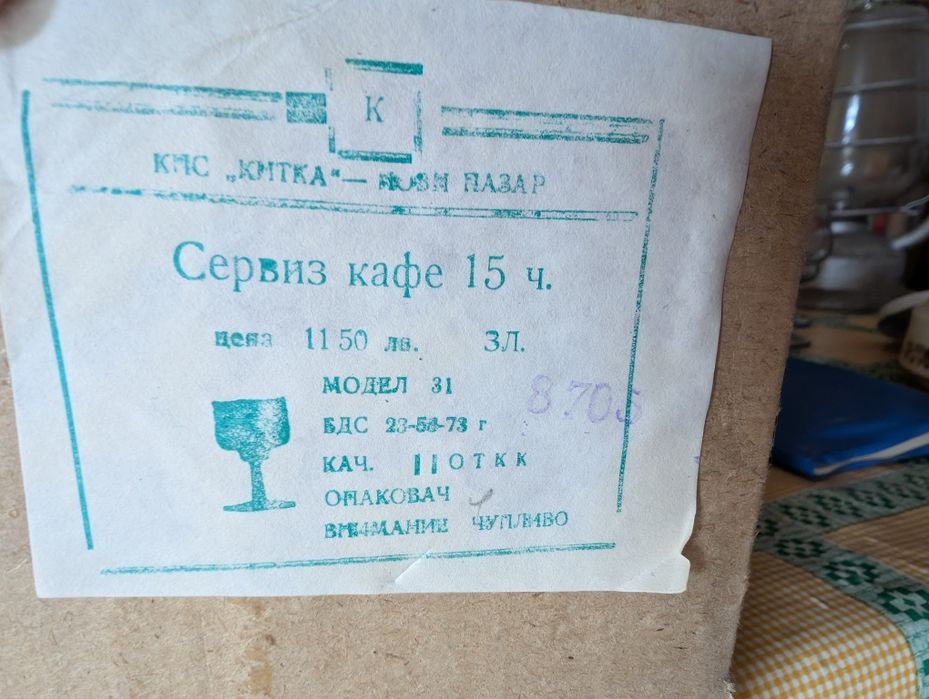 К
КПС „КИТКА“ — НОВИ ПАЗАР
Сервиз кафе 15 ч.
цена 11 50 лв. ЗЛ.
МОДЕЛ 31
8705
БДС 23-58-73 г
КАЧ. II ОТКК
ОПАКОВАЧ
ВНИМАНИЕ ЧУПЛИВО